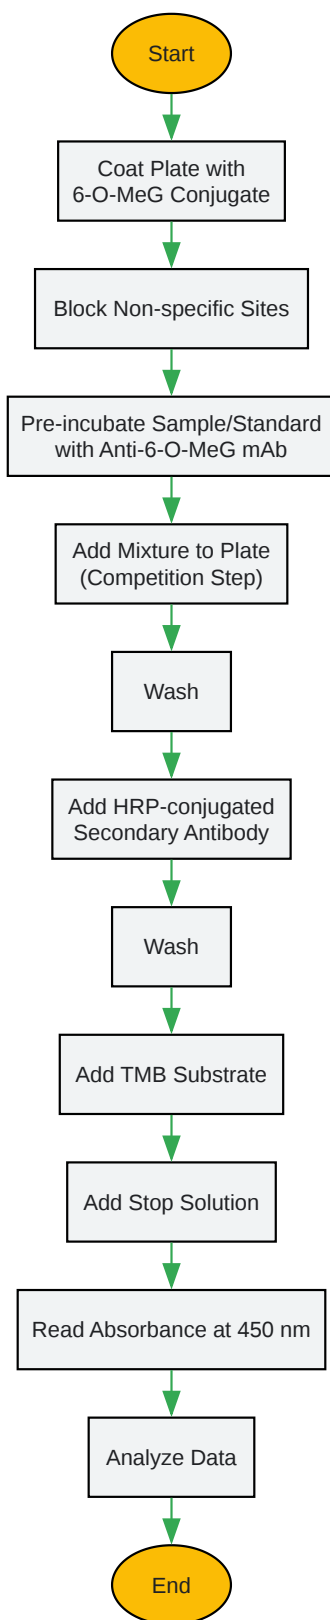 Start
Coat Plate with
6-O-MeG Conjugate
Block Non-specific Sites
Pre-incubate Sample/Standard
with Anti-6-O-MeG mAb
Add Mixture to Plate
(Competition Step)
Wash
Add HRP-conjugated
Secondary Antibody
Wash
Add TMB Substrate
Add Stop Solution
Read Absorbance at 450 nm
Analyze Data
End